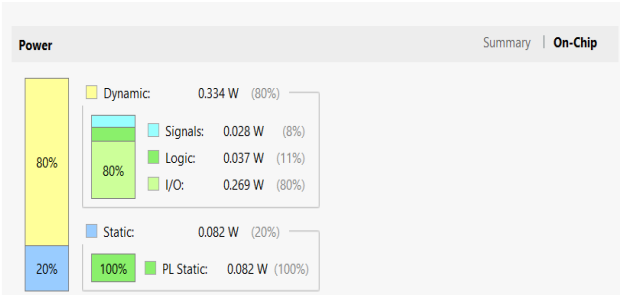 Power
Summary | On-Chip
Dynamic: 0.334 W (80%)
Signals: 0.028 W (8%)
80%
Logic: 0.037 W (11%)
80%
I/O: 0.269 W (80%)
Static: 0.082 W (20%)
20%
100%
PL Static: 0.082 W (100%)